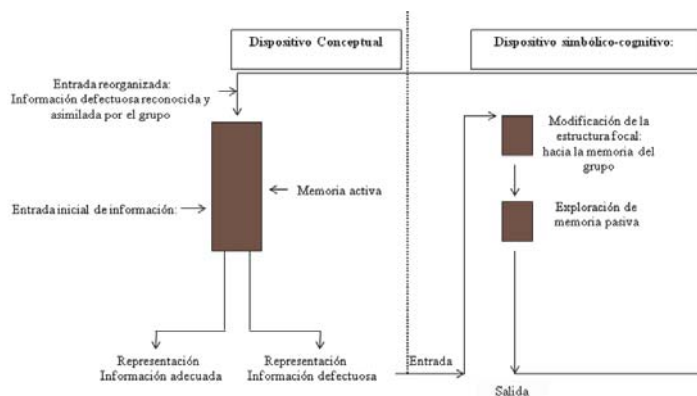 Dispositivo Conceptual
Dispositivo simbólico-cognitivo:
Entrada reorganizada:
Información defectuosa reconocida y
asimilada por el grupo
Modificación de la
estructura focal:
hacia la memoria del
grupo
Memoria activa
Entrada inicial de información:
Exploración de
memoria pasiva
Representación
Información adecuada
Representación
Información defectuosa
Entrada
Salida